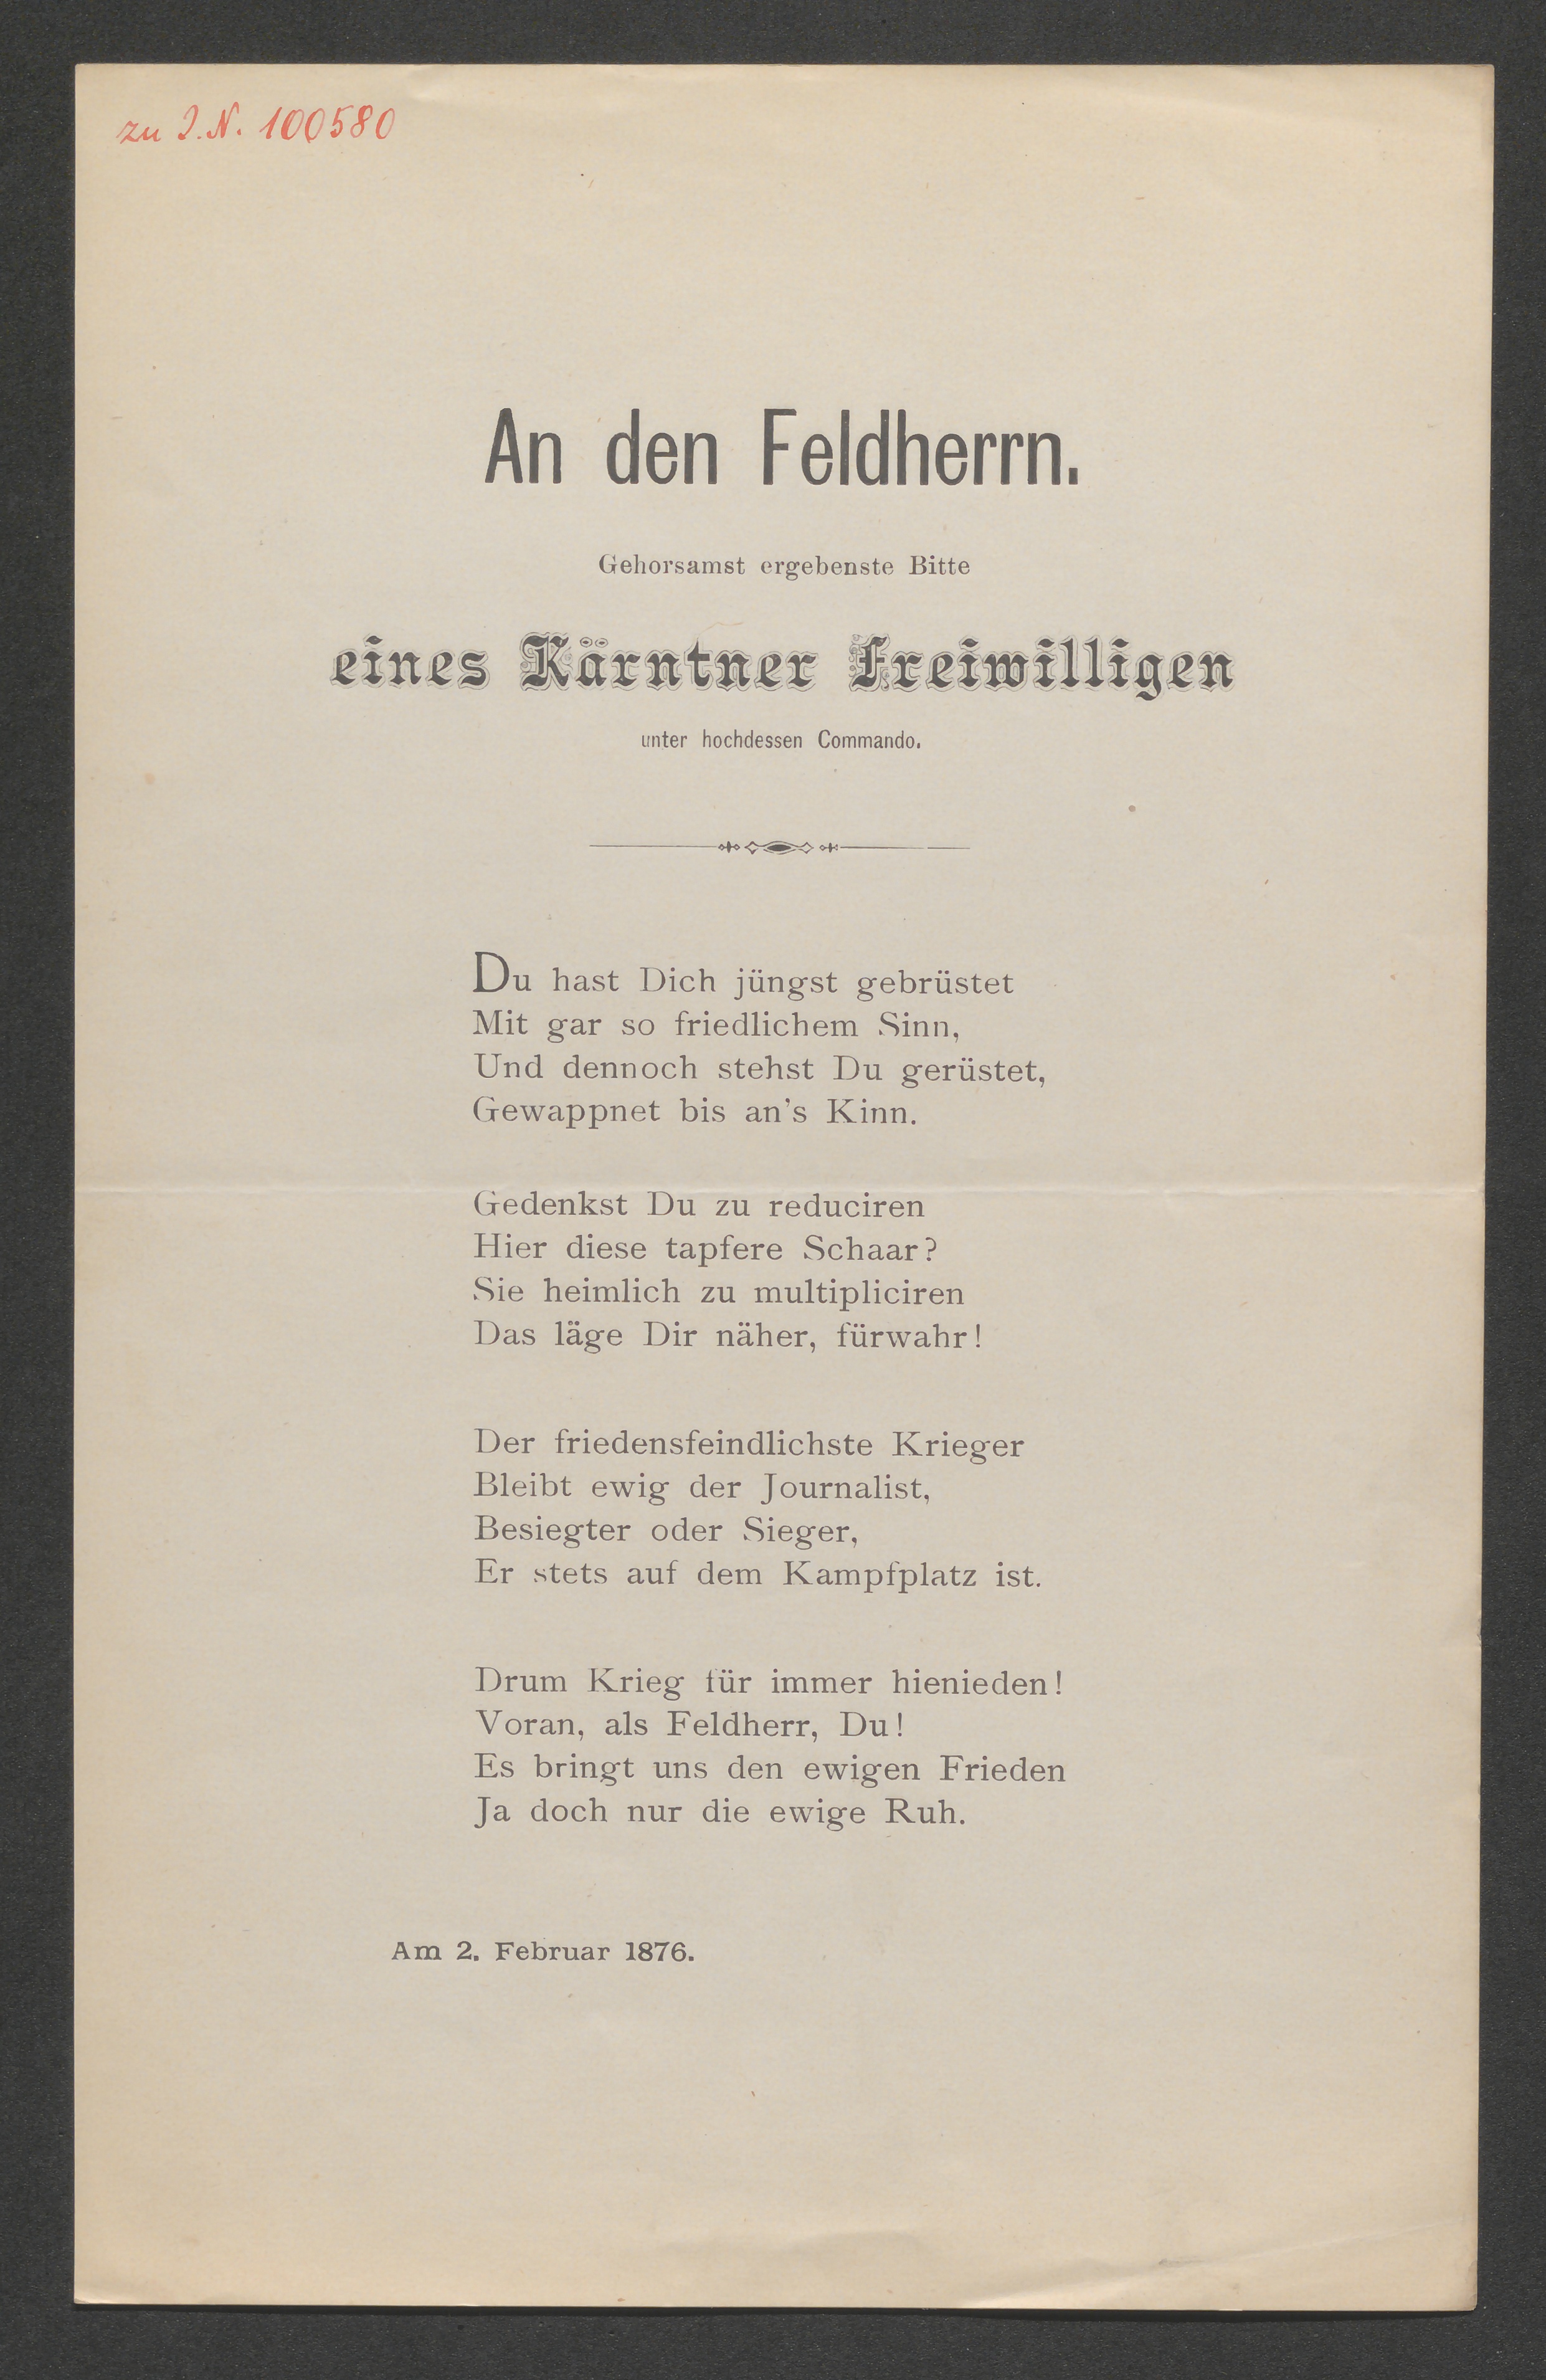 zu I.N. 100580
An den Feldherrn.
Gehorsamst ergebenste Bitte
eines Kärntner Freiwilligen
unter hochdessen Commando.
Du hast Dich jüngst gebrüstet
Mit gar so friedlichem Sinn,
Und dennoch stehst Du gerüstet,
Gewappnet bis an's Kinn.
Gedenkst Du zu reduciren
Hier diese tapfere Schaar?
Sie heimlich zu multipliciren
Das läge Dir näher, fürwahr!
Der friedensfeindlichste Krieger
Bleibt ewig der Journalist,
Besiegter oder Sieger,
Er stets auf dem Kampfplatz ist.
Drum Krieg für immer hienieden!
Voran, als Feldherr, Du!
Es bringt uns den ewigen Frieden
Ja doch nur die ewige Ruh.
Am 2. Februar 1876.